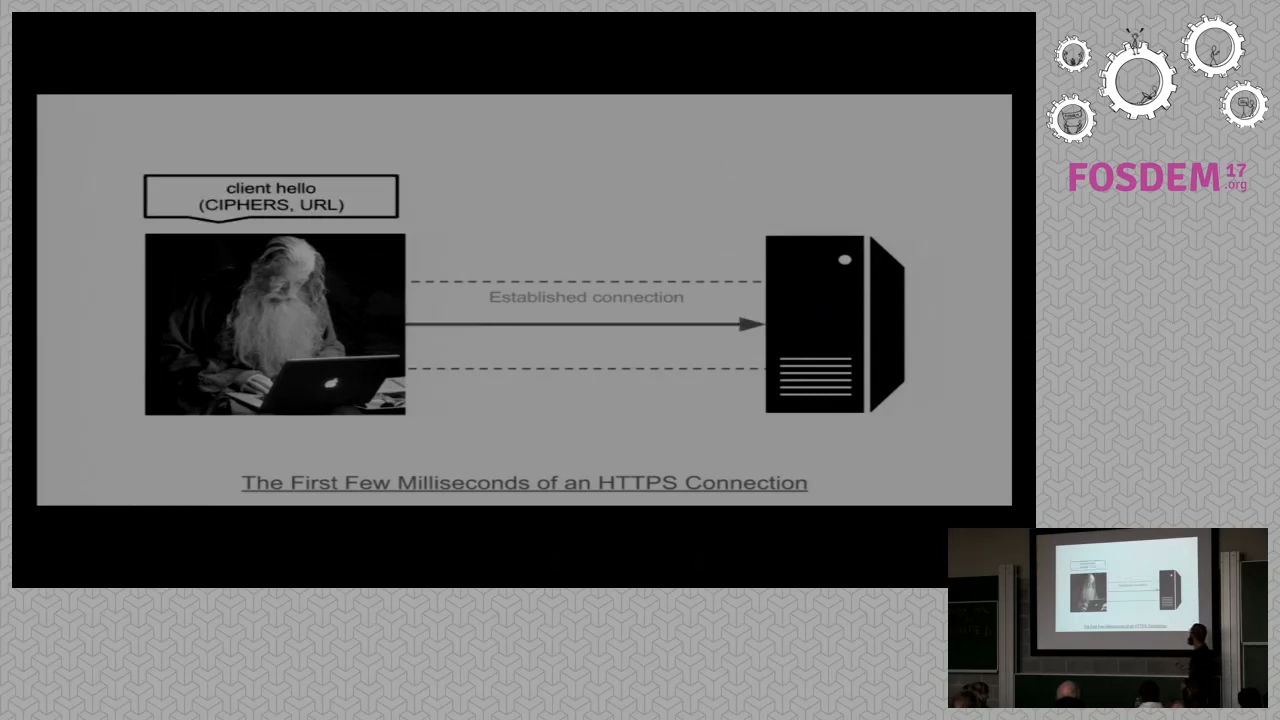 client hello
(CIPHERS, URL)
Established connection
The First Few Milliseconds of an HTTPS Connection
FOSDEM 17
.org